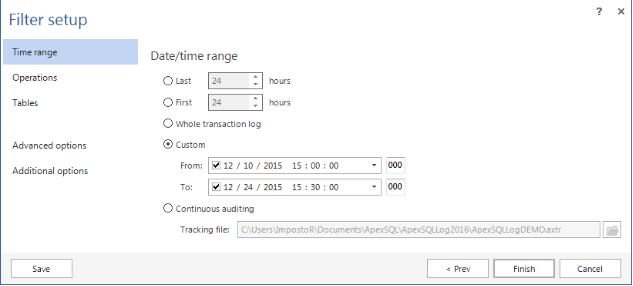 Filter setup
? ×
Time range
Operations
Tables
Advanced options
Additional options
Date/time range
Last 24 hours
First 24 hours
Whole transaction log
Custom
From: 12 / 10 / 2015 15 : 00 : 00 000
To: 12 / 24 / 2015 15 : 30 : 00 000
Continuous auditing
Tracking file: C:\Users\ImpostoR\Documents\ApexSQL\ApexSQLLog2016\ApexSQLLogDEMO.axtr
Save
< Prev Finish Cancel